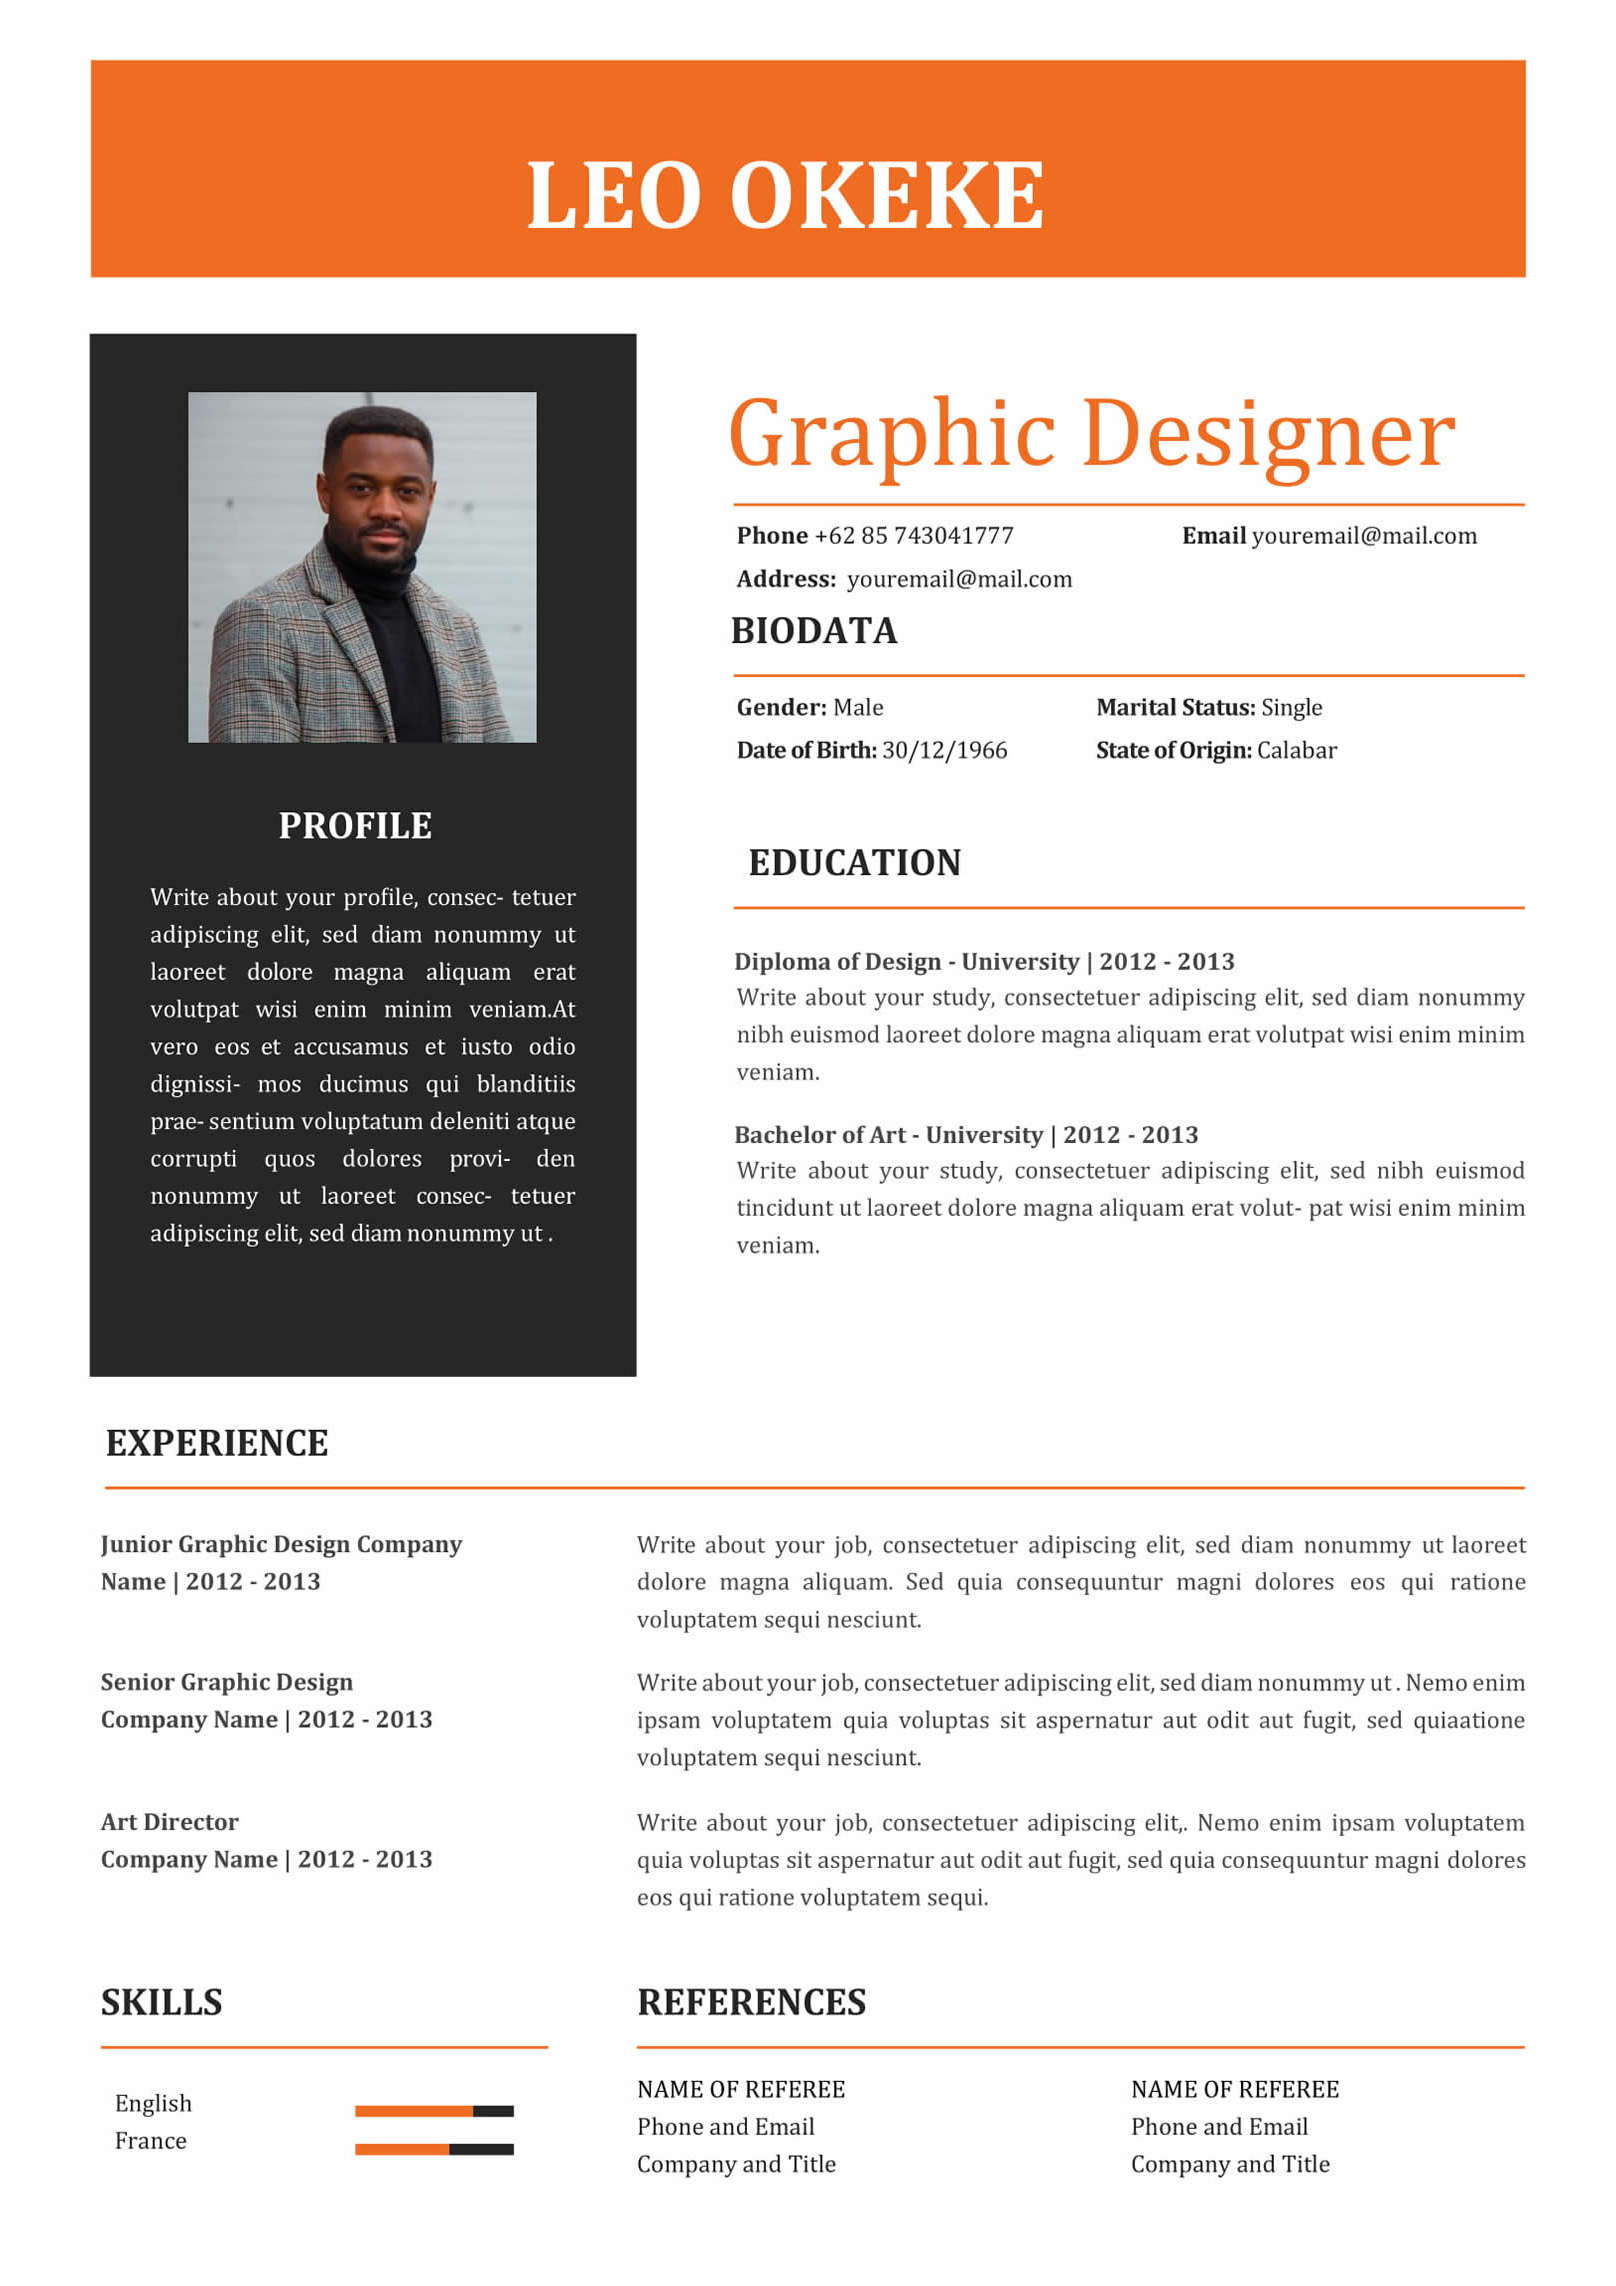 LEO OKEKE
Graphic Designer
Phone +62 85 743041777 Email youremail@mail.com
Address: youremail@mail.com
BIODATA
Gender: Male Marital Status: Single
Date of Birth: 30/12/1966 State of Origin: Calabar
PROFILE
Write about your profile, consec- tetuer
adipiscing elit, sed diam nonummy ut
laoreet dolore magna aliquam erat
volutpat wisi enim minim veniam.At
vero eos et accusamus et iusto odio
dignissi- mos ducimus qui blanditiis
prae- sentium voluptatum deleniti atque
corrupti quos dolores provi- den
nonummy ut laoreet consec- tetuer
adipiscing elit, sed diam nonummy ut .
EDUCATION
Diploma of Design - University | 2012 - 2013
Write about your study, consectetuer adipiscing elit, sed diam nonummy
nibh euismod laoreet dolore magna aliquam erat volutpat wisi enim minim
veniam.
Bachelor of Art - University | 2012 - 2013
Write about your study, consectetuer adipiscing elit, sed nibh euismod
tincidunt ut laoreet dolore magna aliquam erat volut- pat wisi enim minim
veniam.
EXPERIENCE
Junior Graphic Design Company
Name | 2012 - 2013
Write about your job, consectetuer adipiscing elit, sed diam nonummy ut laoreet
dolore magna aliquam. Sed quia consequuntur magni dolores eos qui ratione
voluptatem sequi nesciunt.
Senior Graphic Design
Company Name | 2012 - 2013
Write about your job, consectetuer adipiscing elit, sed diam nonummy ut . Nemo enim
ipsam voluptatem quia voluptas sit aspernatur aut odit aut fugit, sed quiaatione
voluptatem sequi nesciunt.
Art Director
Company Name | 2012 - 2013
Write about your job, consectetuer adipiscing elit,. Nemo enim ipsam voluptatem
quia voluptas sit aspernatur aut odit aut fugit, sed quia consequuntur magni dolores
eos qui ratione voluptatem sequi.
SKILLS
English
France
REFERENCES
NAME OF REFEREE
Phone and Email
Company and Title
NAME OF REFEREE
Phone and Email
Company and Title